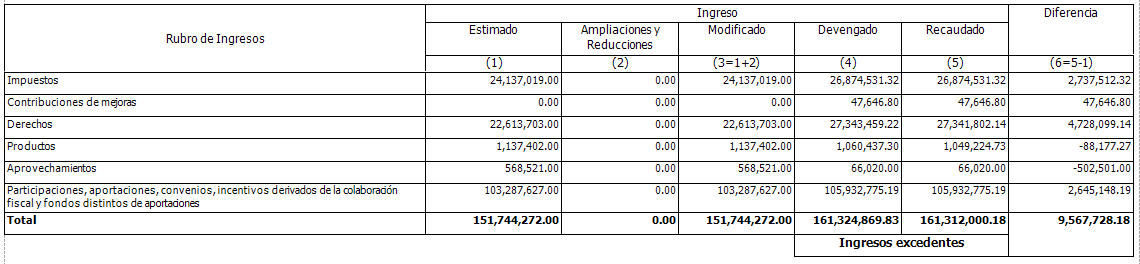 Rubro de Ingresos Ingreso Diferencia
Estimado Ampliaciones y Reducciones Modificado Devengado Recaudado
(1) (2) (3=1+2) (4) (5) (6=5-1)
Impuestos 24,137,019.00 0.00 24,137,019.00 26,874,531.32 26,874,531.32 2,737,512.32
Contribuciones de mejoras 0.00 0.00 0.00 47,646.80 47,646.80 47,646.80
Derechos 22,613,703.00 0.00 22,613,703.00 27,343,459.22 27,341,802.14 4,728,099.14
Productos 1,137,402.00 0.00 1,137,402.00 1,060,437.30 1,049,224.73 -88,177.27
Aprovechamientos 568,521.00 0.00 568,521.00 66,020.00 66,020.00 -502,501.00
Participaciones, aportaciones, convenios, incentivos derivados de la colaboración 103,287,627.00 0.00 103,287,627.00 105,932,775.19 105,932,775.19 2,645,148.19
fiscal y fondos distintos de aportaciones
Total 151,744,272.00 0.00 151,744,272.00 161,324,869.83 161,312,000.18 9,567,728.18
Ingresos excedentes